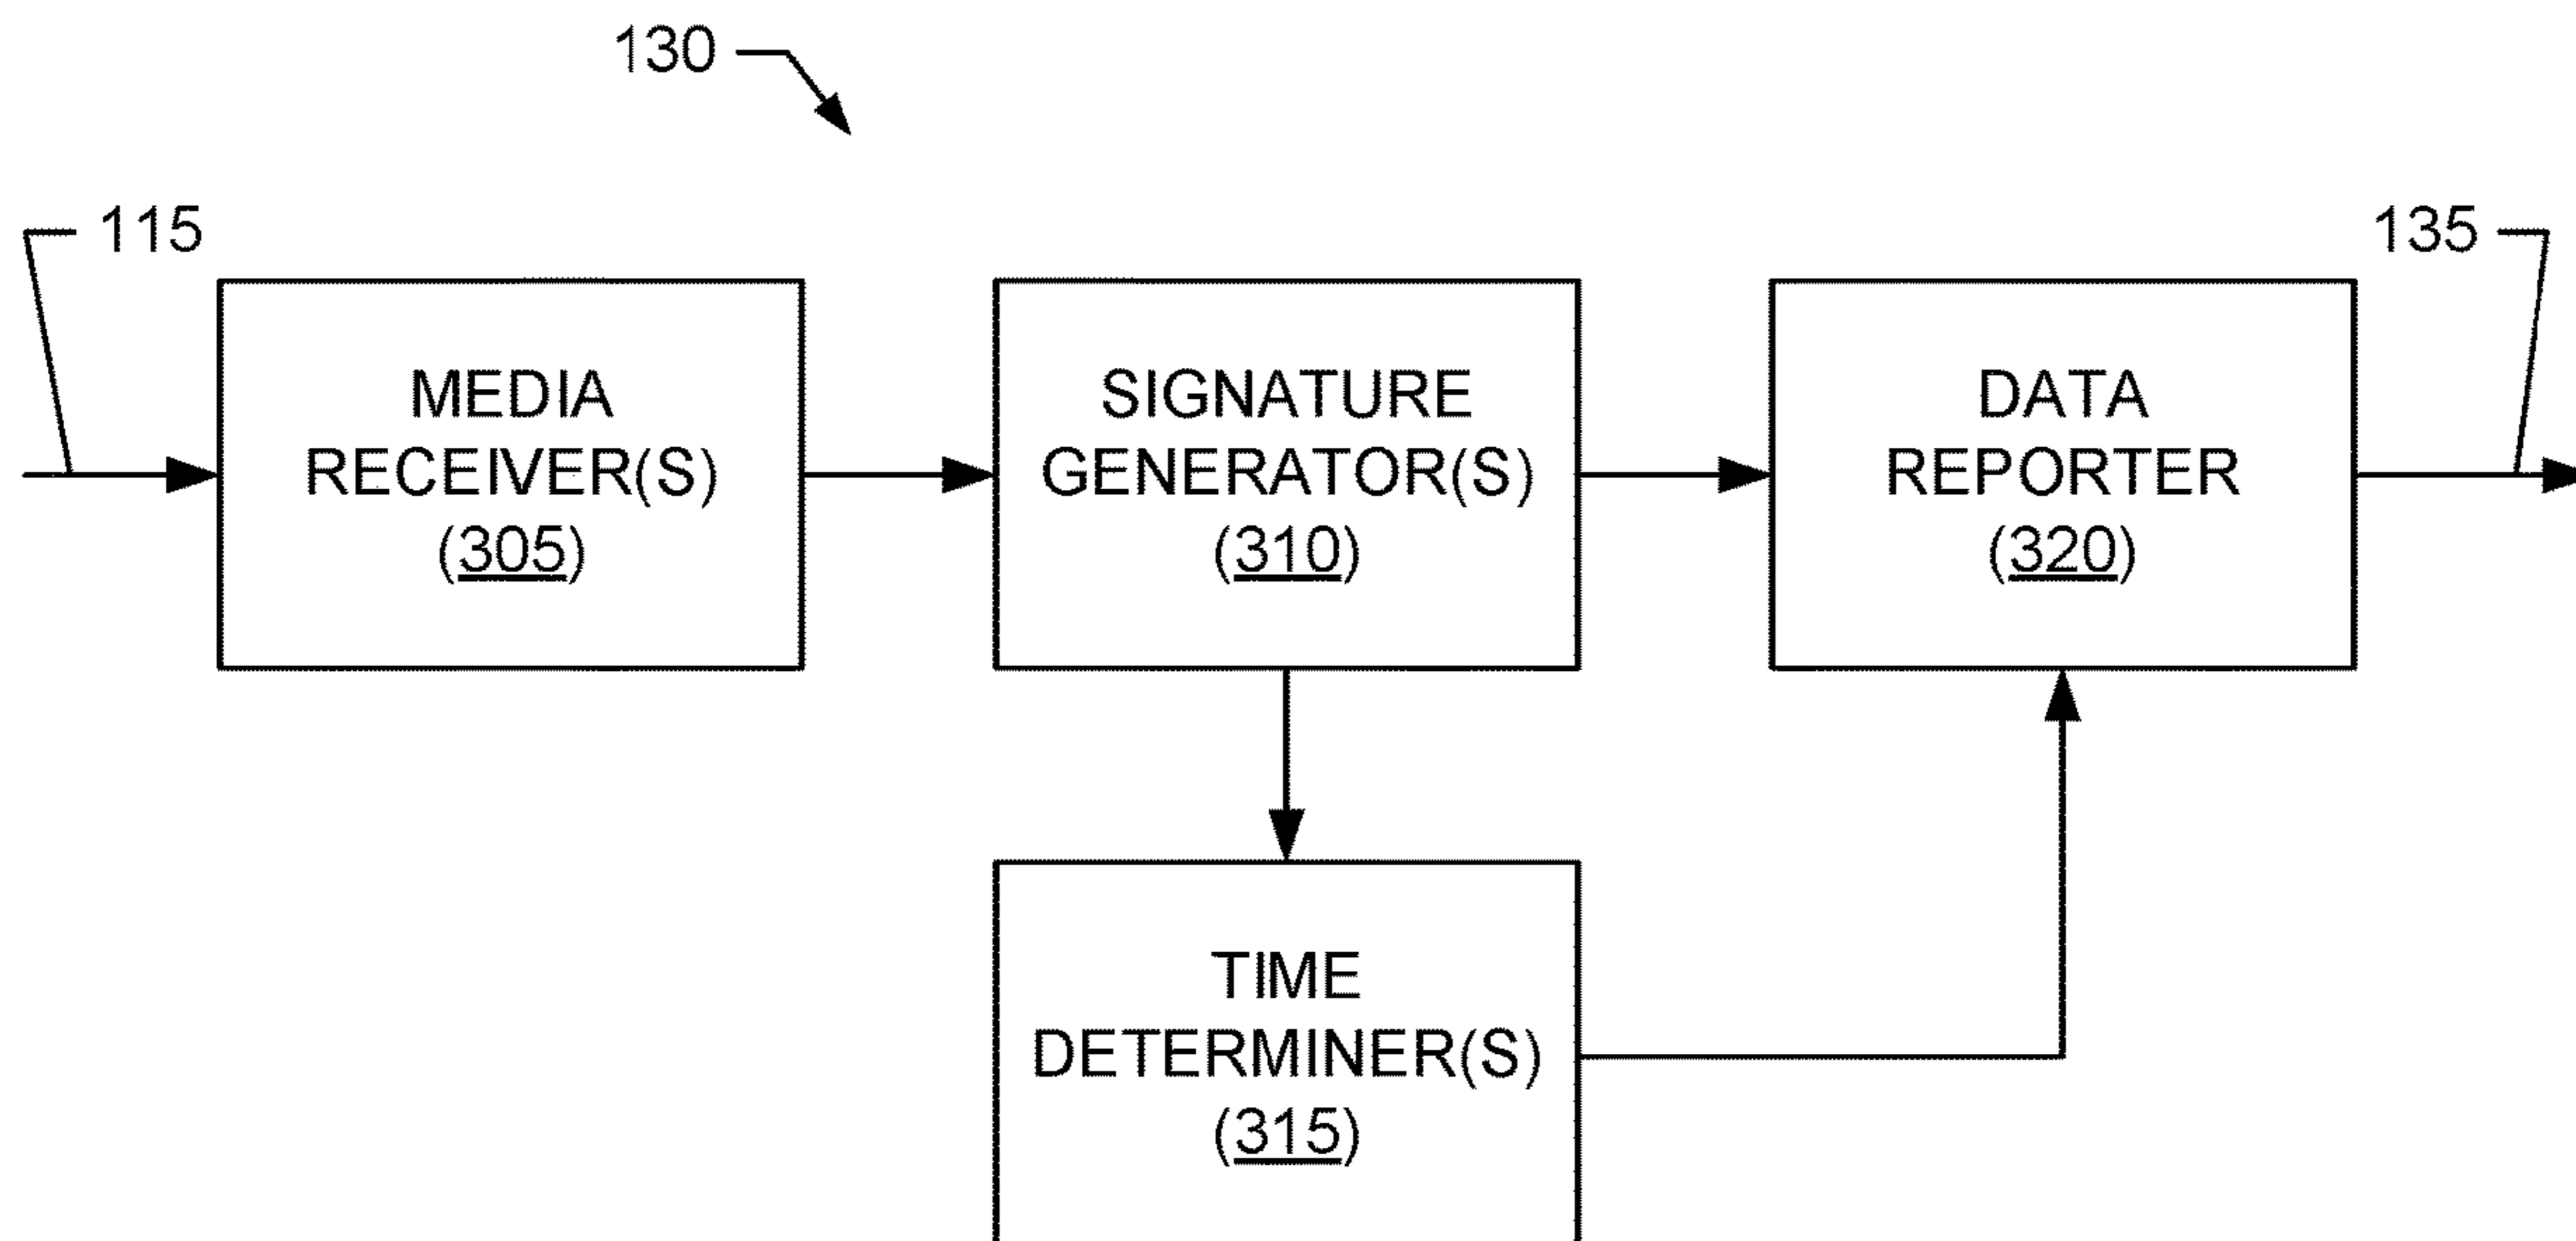 130
115
135
MEDIA
RECEIVER(S)
(305)
SIGNATURE
GENERATOR(S)
(310)
DATA
REPORTER
(320)
TIME
DETERMINER(S)
(315)